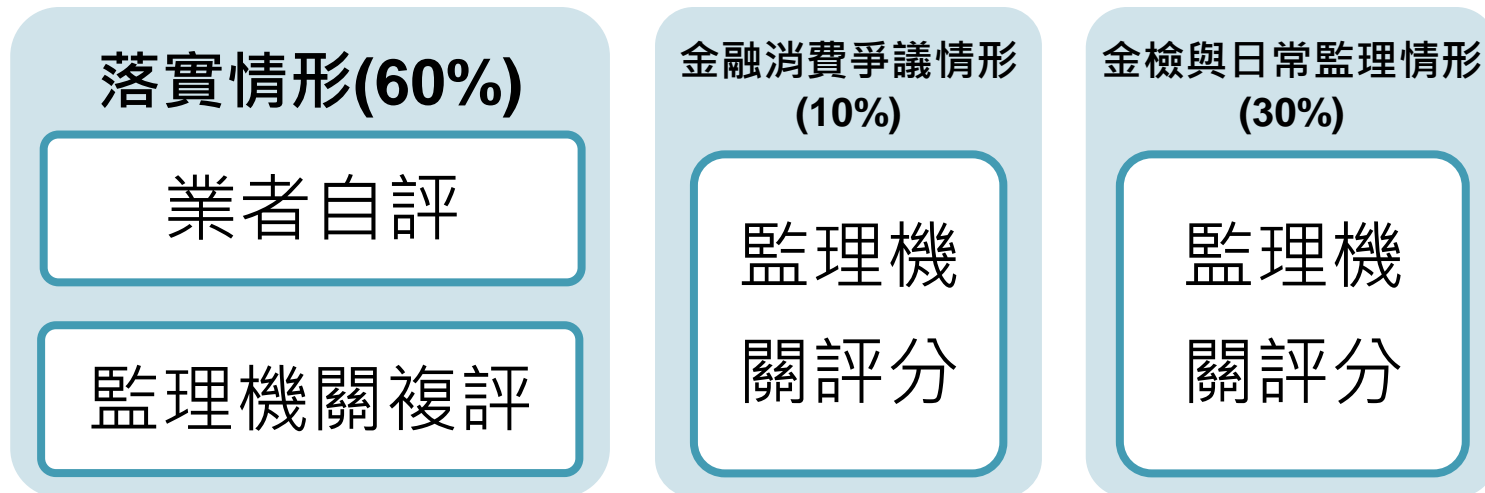 落實情形(60%)
業者自評
監理機關複評
金融消費爭議情形
(10%)
監理機
關評分
金檢與日常監理情形
(30%)
監理機
關評分